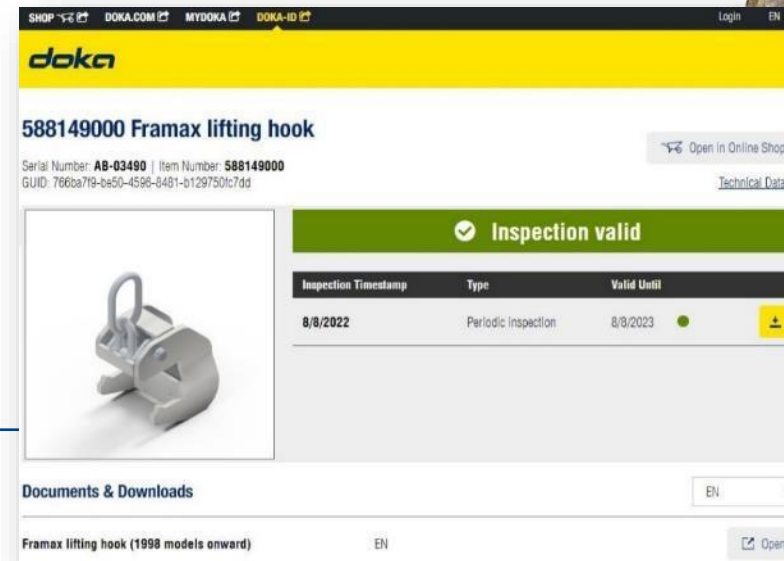 SHOP DOKA.COM MYDOKA DOKA-ID Login EN
doka
588149000 Framax lifting hook
Open in Online Shop
Serial Number: AB-03490 | Item Number: 588149000
GUID: 766ba7f9-be50-4596-8481-b129750fc7dd
Technical Data
Inspection valid
Inspection Timestamp Type Valid Until
8/8/2022 Periodic inspection 8/8/2023
Documents & Downloads EN
Framax lifting hook (1998 models onward) EN Open